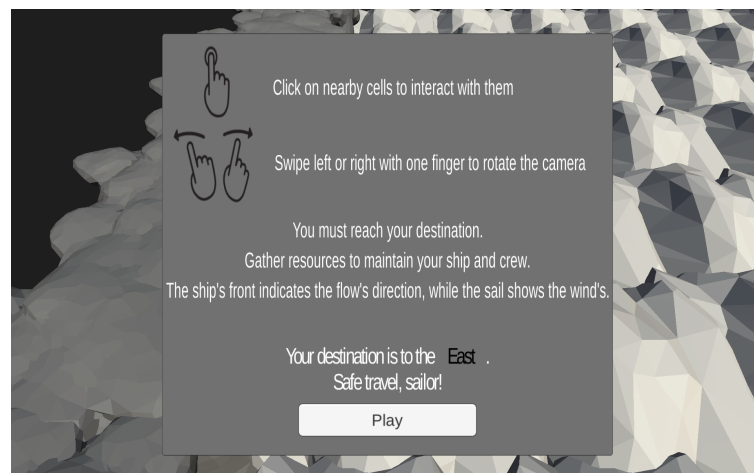 Click on nearby cells to interact with them
Swipe left or right with one finger to rotate the camera
You must reach your destination.
Gather resources to maintain your ship and crew.
The ship's front indicates the flow's direction, while the sail shows the wind's.
Your destination is to the East .
Safe travel, sailor!
Play